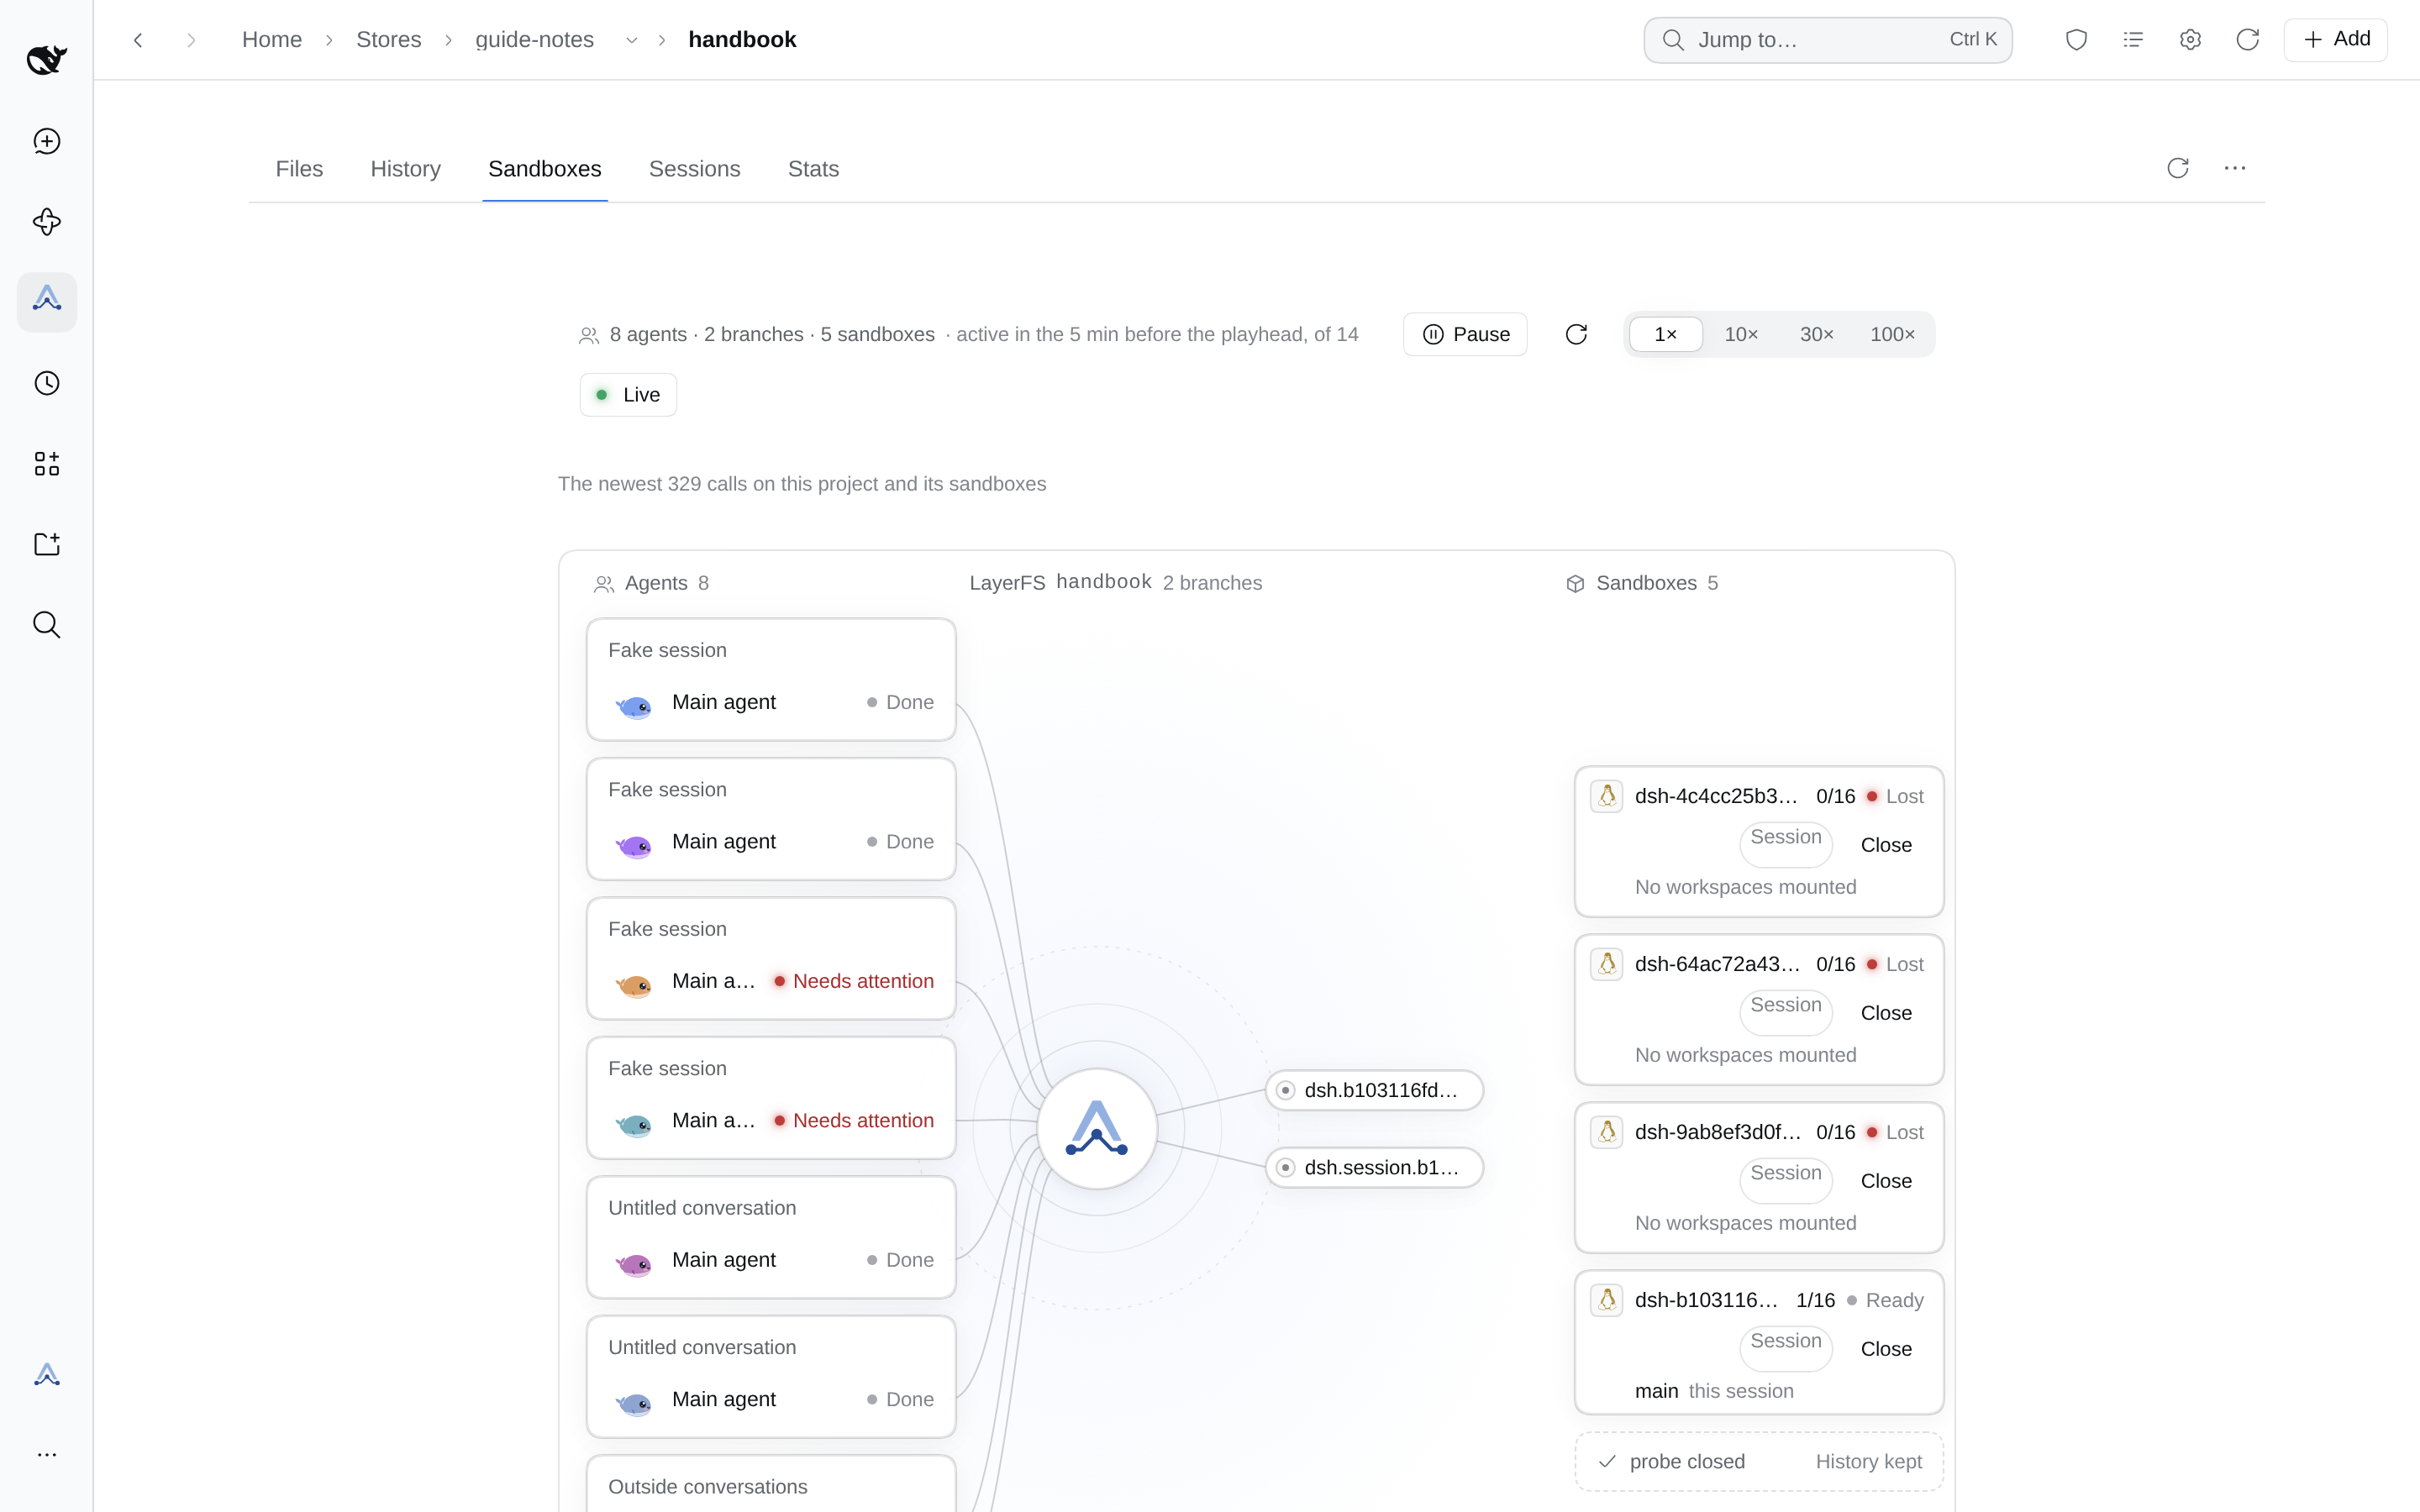 Home
Stores
guide-notes
handbook
Jump to…
Ctrl K
Add
Files
History
Sandboxes
Sessions
Stats
8 agents · 2 branches · 5 sandboxes · active in the 5 min before the playhead, of 14
Pause
1×
10×
30×
100×
Live
The newest 329 calls on this project and its sandboxes
Agents 8
LayerFS handbook 2 branches
Sandboxes 5
Fake session
Main agent
Done
Fake session
Main agent
Done
Fake session
Main a…
Needs attention
Fake session
Main a…
Needs attention
Untitled conversation
Main agent
Done
Untitled conversation
Main agent
Done
Outside conversations
dsh.b103116fd…
dsh.session.b1…
dsh-4c4cc25b3… 0/16 Lost
Session
Close
No workspaces mounted
dsh-64ac72a43… 0/16 Lost
Session
Close
No workspaces mounted
dsh-9ab8ef3d0f… 0/16 Lost
Session
Close
No workspaces mounted
dsh-b103116… 1/16 Ready
Session
Close
main this session
probe closed
History kept